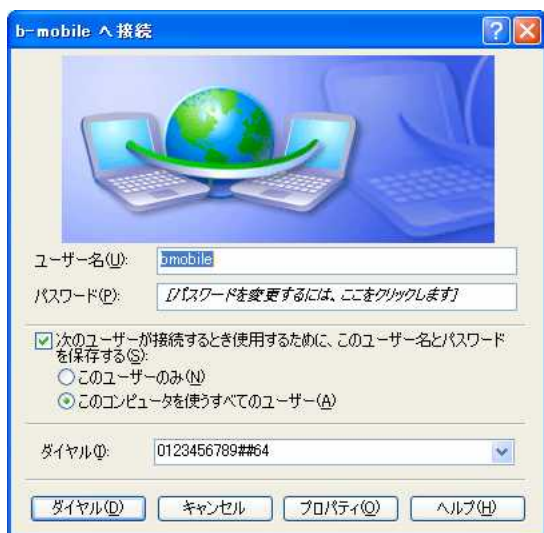 b-mobile へ接続
ユーザー名(U):
bmobile
パスワード(P):
[パスワードを変更するには、ここをクリックします]
次のユーザーが接続するとき使用するために、このユーザー名とパスワード
を保存する(S):
このユーザーのみ(N)
このコンピュータを使うすべてのユーザー(A)
ダイヤル(I):
0123456789##64
ダイヤル(D)
キャンセル
プロパティ(O)
ヘルプ(H)